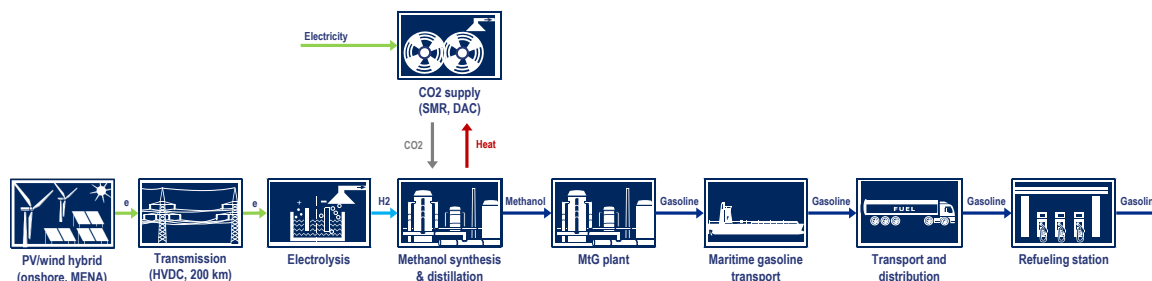 Electricity
CO2 supply
(SMR, DAC)
CO2
Heat
e
e
H2
Methanol
Gasoline
Gasoline
Gasoline
Gasoline
FUEL
PV/wind hybrid
(onshore, MENA)
Transmission
(HVDC, 200 km)
Electrolysis
Methanol synthesis
& distillation
MtG plant
Maritime gasoline
transport
Transport and
distribution
Refueling station